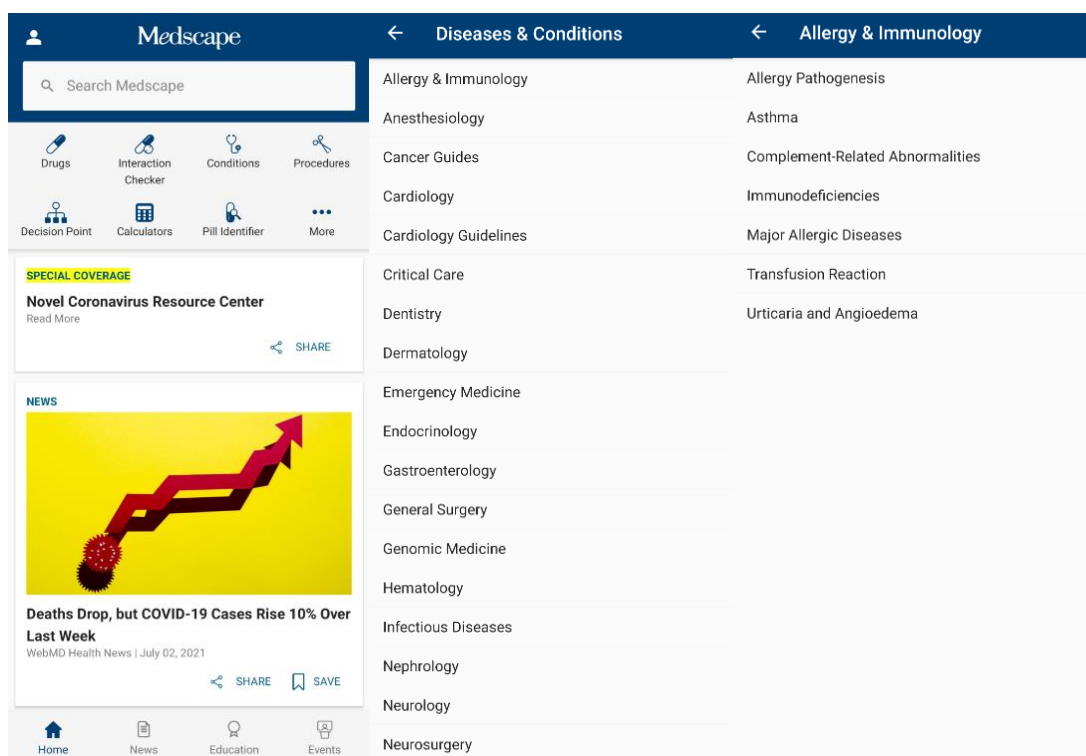 Medscape
Search Medscape
Drugs
Interaction
Checker
Conditions
Procedures
Decision Point
Calculators
Pill Identifier
More
SPECIAL COVERAGE
Novel Coronavirus Resource Center
Read More
SHARE
NEWS
Deaths Drop, but COVID-19 Cases Rise 10% Over
Last Week
WebMD Health News | July 02, 2021
SHARE
SAVE
Home
News
Education
Events
Diseases & Conditions
Allergy & Immunology
Anesthesiology
Cancer Guides
Cardiology
Cardiology Guidelines
Critical Care
Dentistry
Dermatology
Emergency Medicine
Endocrinology
Gastroenterology
General Surgery
Genomic Medicine
Hematology
Infectious Diseases
Nephrology
Neurology
Neurosurgery
Allergy & Immunology
Allergy Pathogenesis
Asthma
Complement-Related Abnormalities
Immunodeficiencies
Major Allergic Diseases
Transfusion Reaction
Urticaria and Angioedema